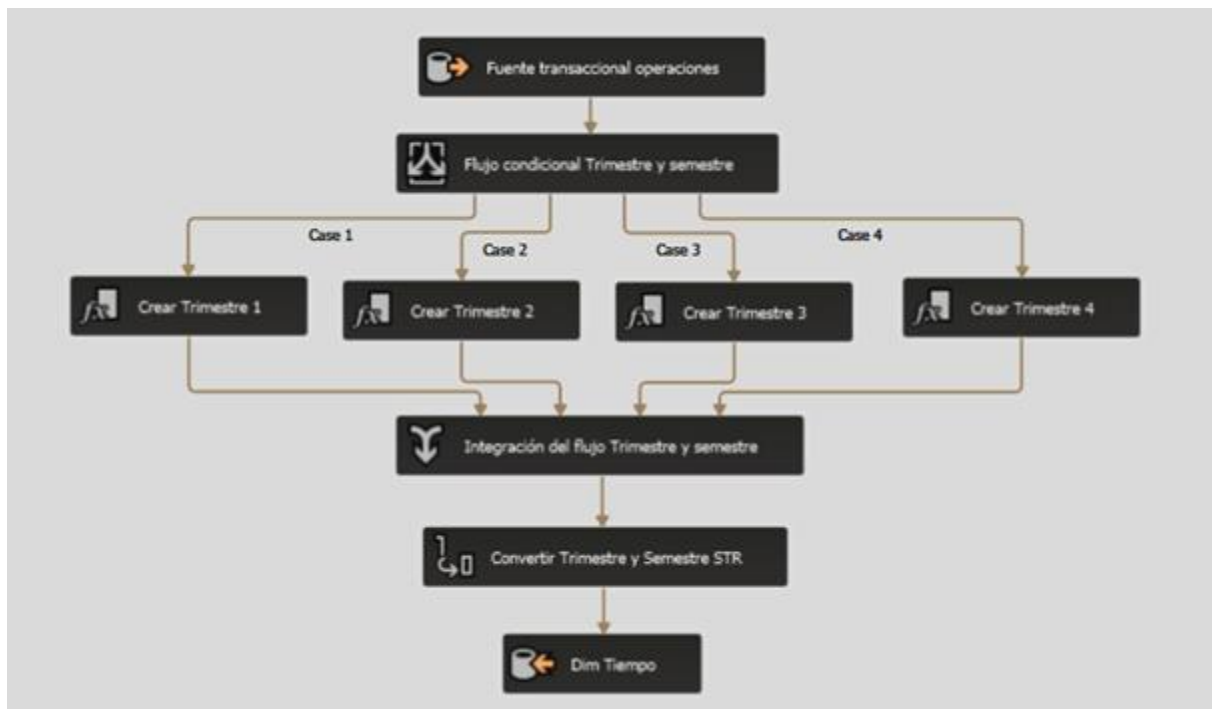 Fuente transaccional operaciones
Flujo condicional Trimestre y semestre
Case 1
Case 2
Case 3
Case 4
Crear Trimestre 1
Crear Trimestre 2
Crear Trimestre 3
Crear Trimestre 4
Integración del flujo Trimestre y semestre
Convertir Trimestre y Semestre STR
Dim Tiempo